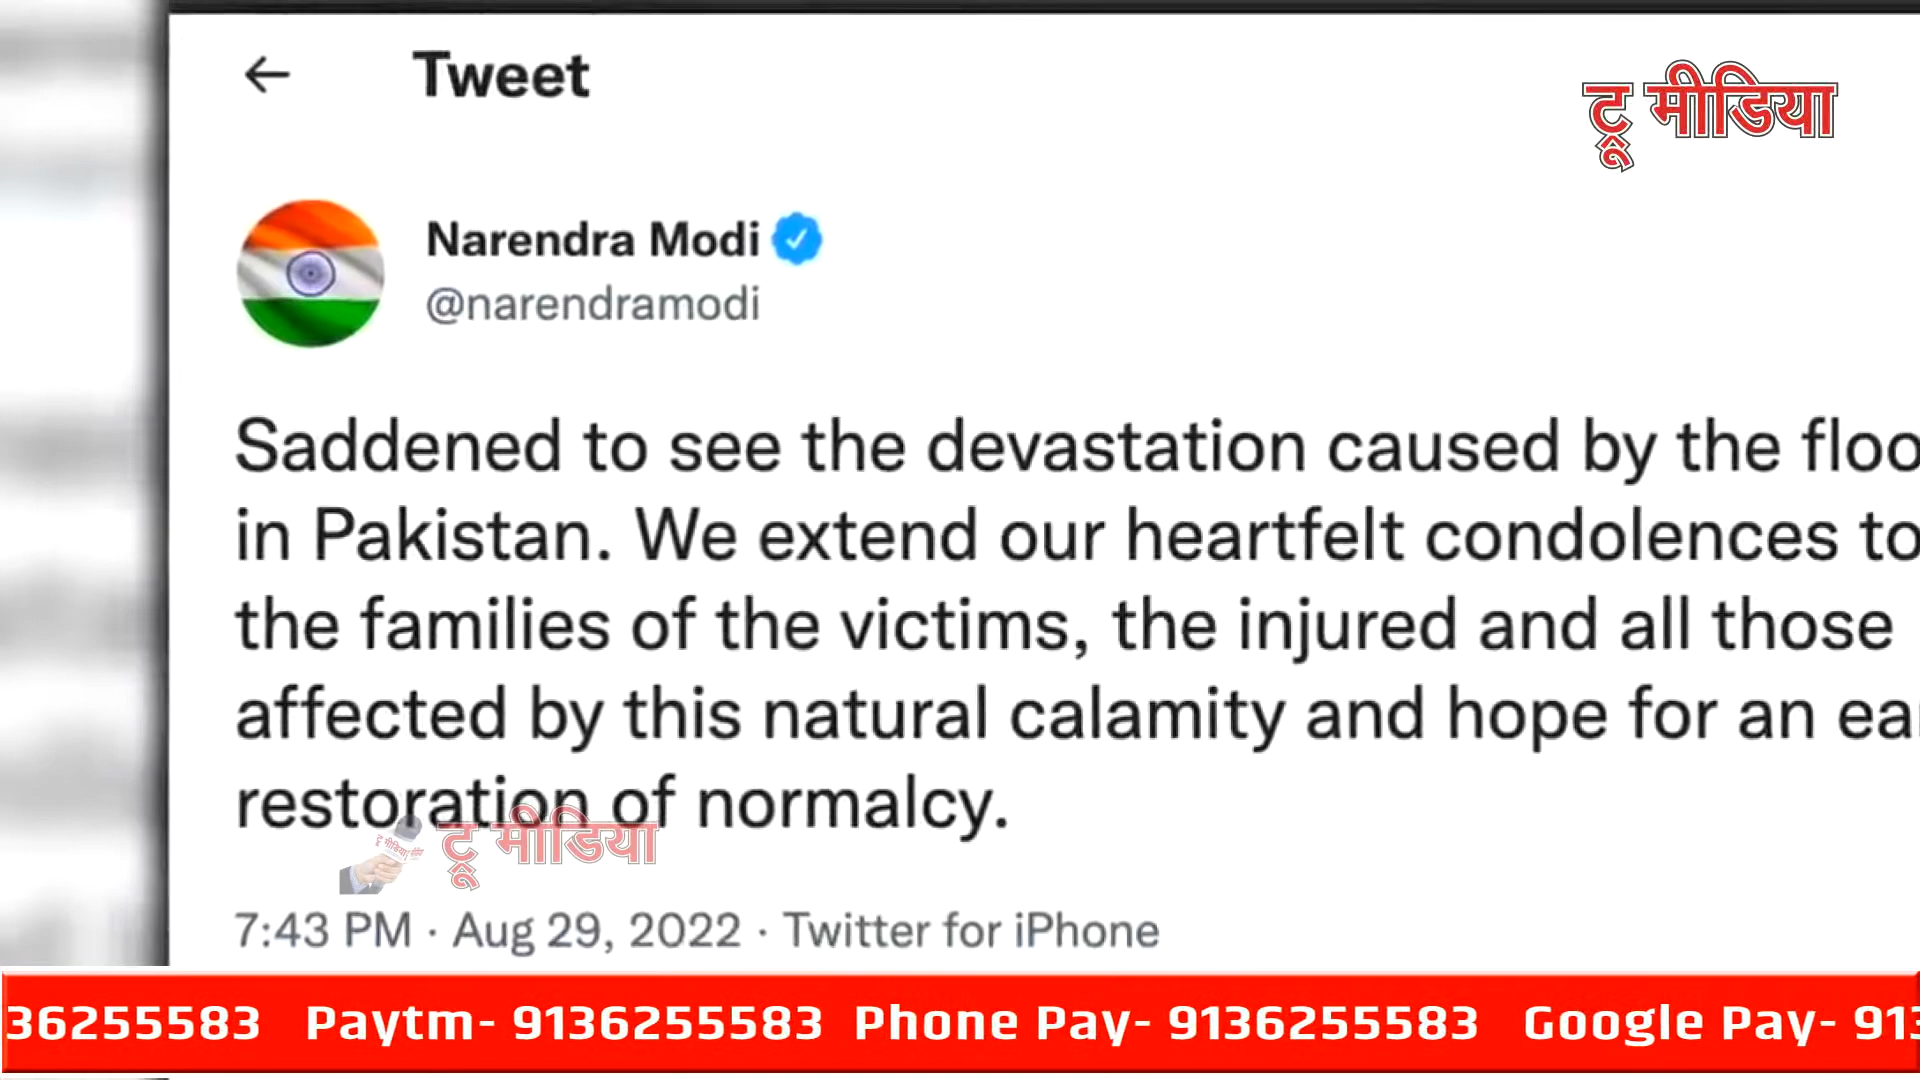 Tweet
ट्रू मीडिया
Narendra Modi
@narendramodi
Saddened to see the devastation caused by the floo
in Pakistan. We extend our heartfelt condolences to
the families of the victims, the injured and all those
affected by this natural calamity and hope for an ea
restoration of normalcy.
ट्रू मीडिया
7:43 PM · Aug 29, 2022 · Twitter for iPhone
36255583 Paytm- 9136255583 Phone Pay- 9136255583 Google Pay- 913